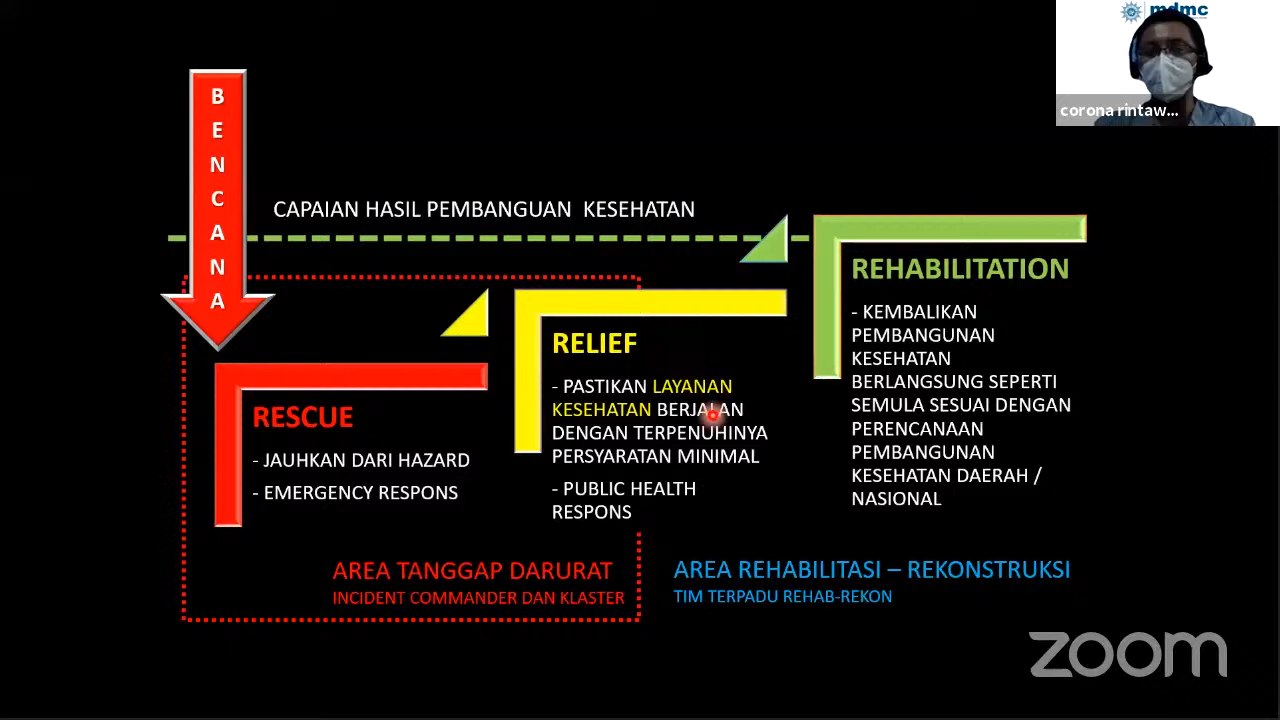 mdmc
corona rintaw...
B
E
N
C
A
N
A
CAPAIAN HASIL PEMBANGUAN KESEHATAN
RESCUE
- JAUHKAN DARI HAZARD
- EMERGENCY RESPONS
RELIEF
- PASTIKAN LAYANAN
KESEHATAN BERJALAN
DENGAN TERPENUHINYA
PERSYARATAN MINIMAL
- PUBLIC HEALTH
RESPONS
REHABILITATION
- KEMBALIKAN
PEMBANGUNAN
KESEHATAN
BERLANGSUNG SEPERTI
SEMULA SESUAI DENGAN
PERENCANAAN
PEMBANGUNAN
KESEHATAN DAERAH /
NASIONAL
AREA TANGGAP DARURAT
INCIDENT COMMANDER DAN KLASTER
AREA REHABILITASI – REKONSTRUKSI
TIM TERPADU REHAB-REKON
zoom